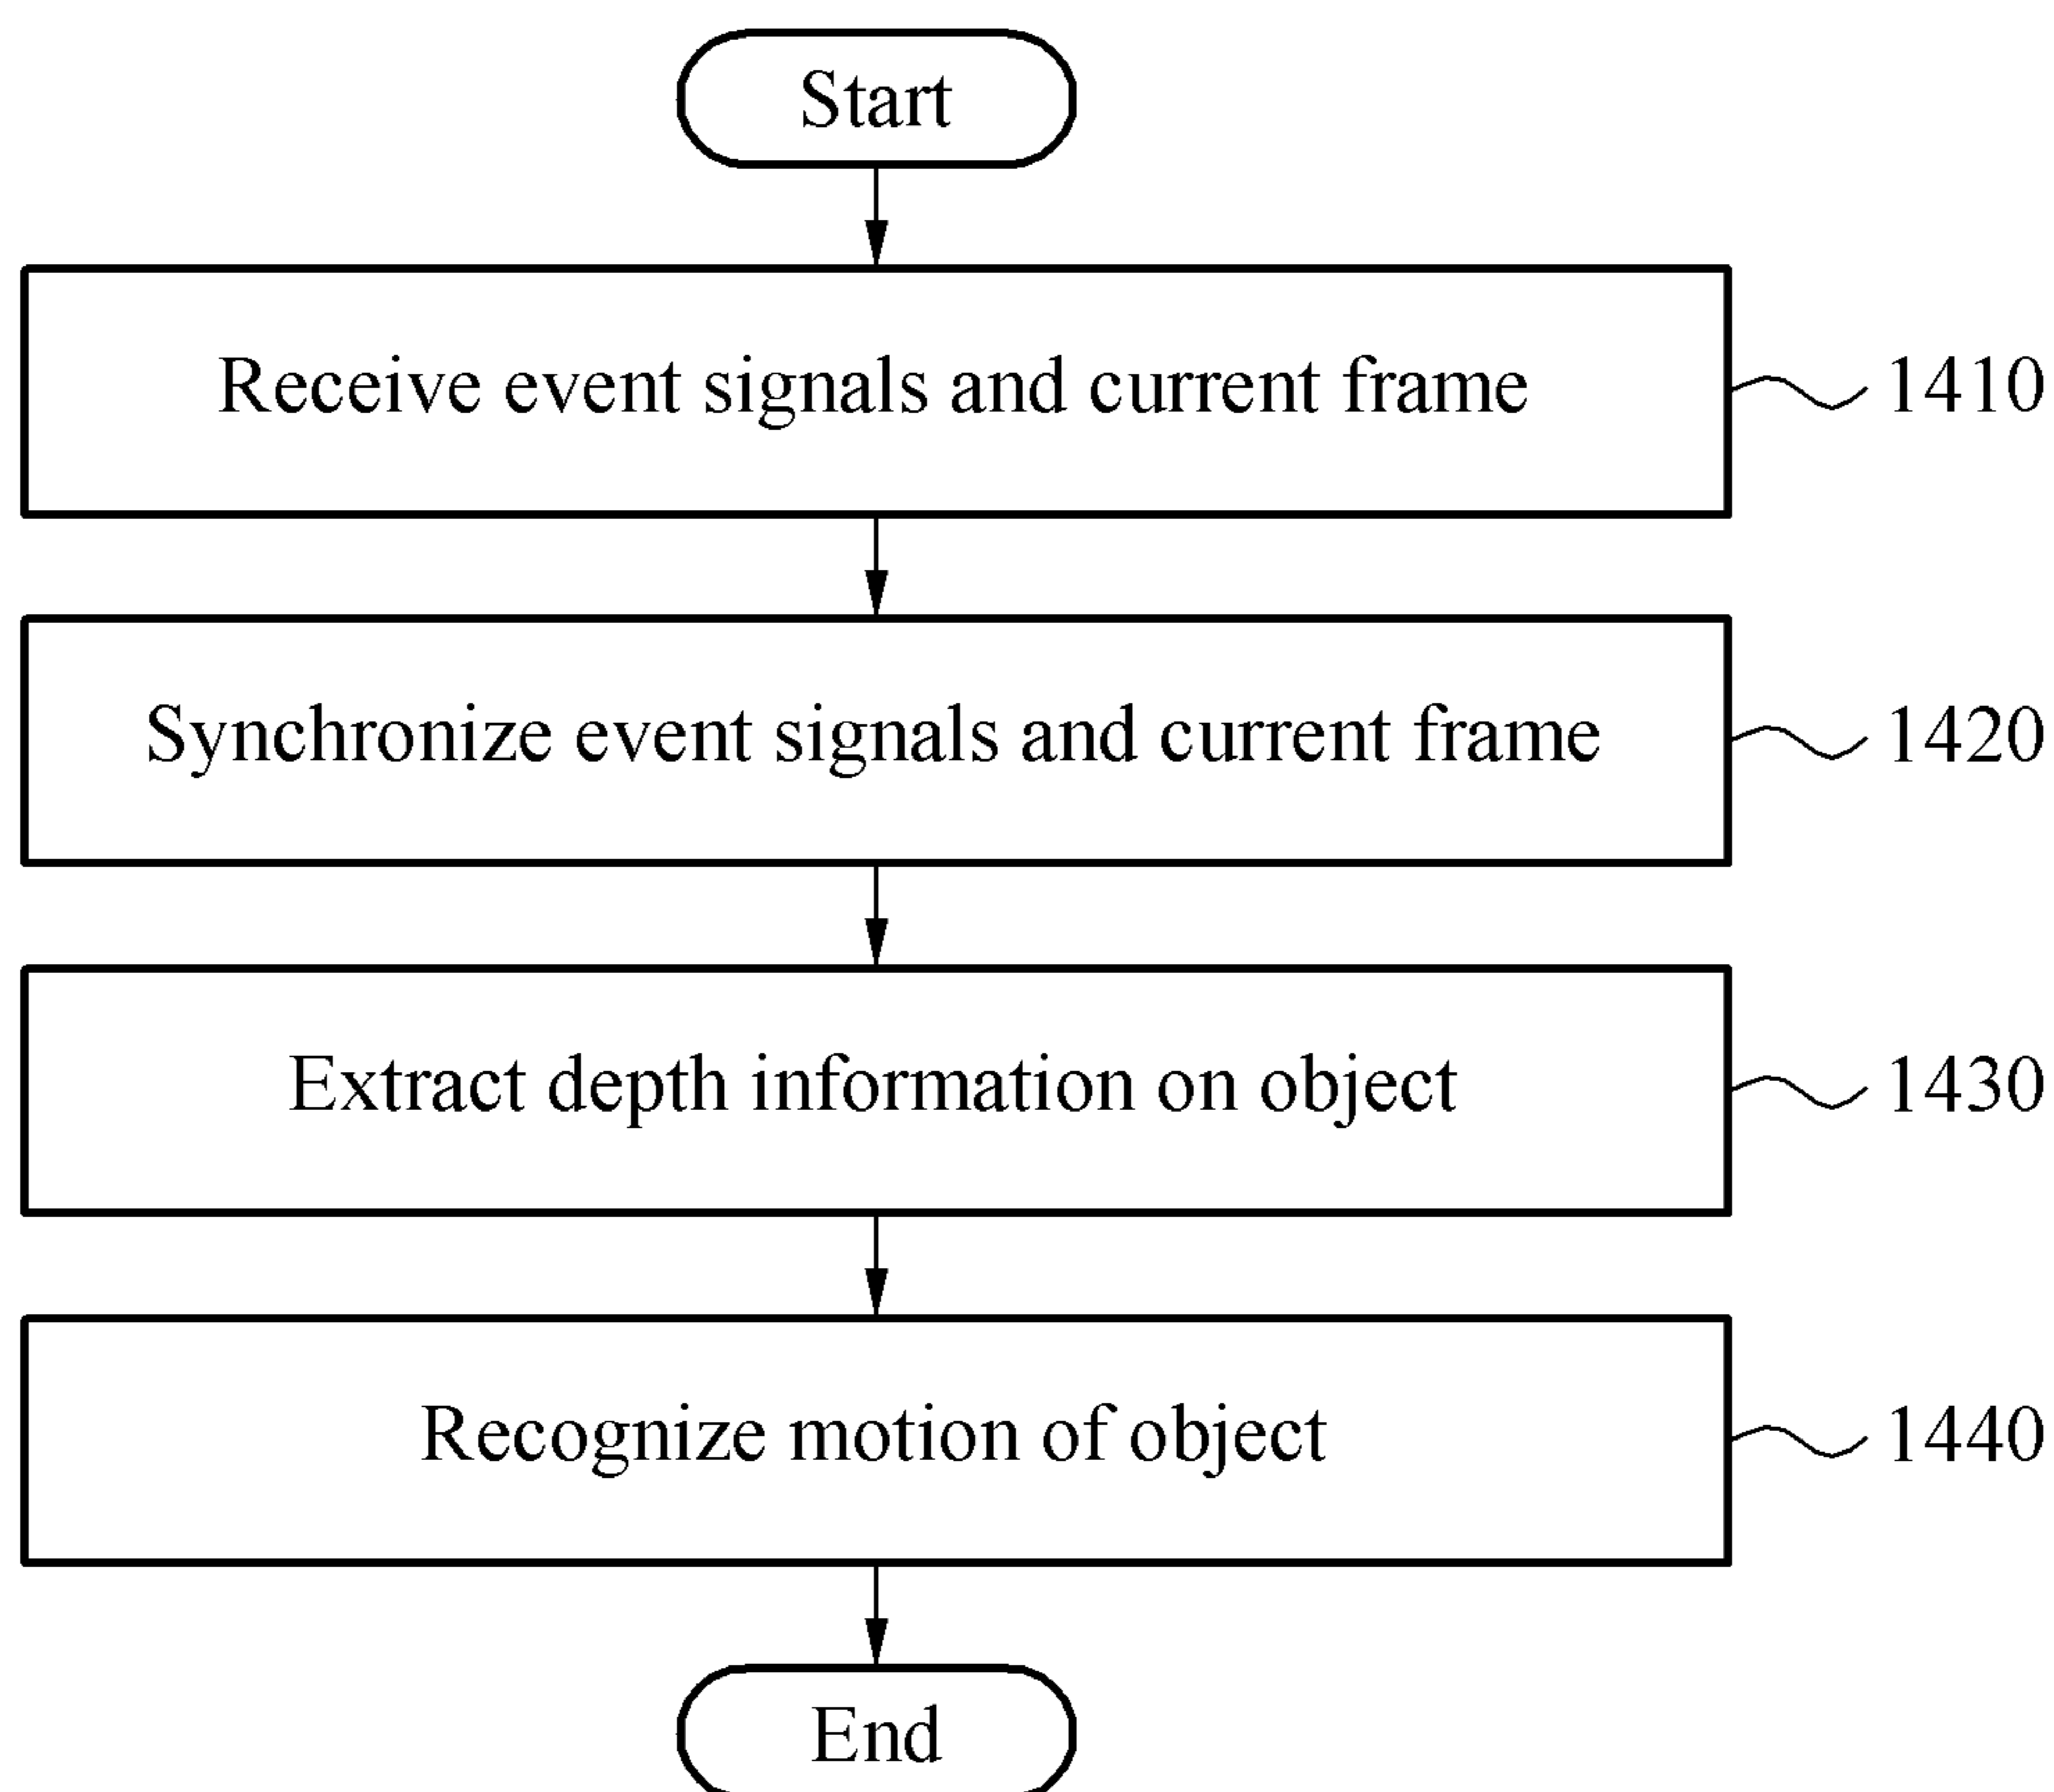 Start
Receive event signals and current frame
1410
Synchronize event signals and current frame
1420
Extract depth information on object
1430
Recognize motion of object
1440
End